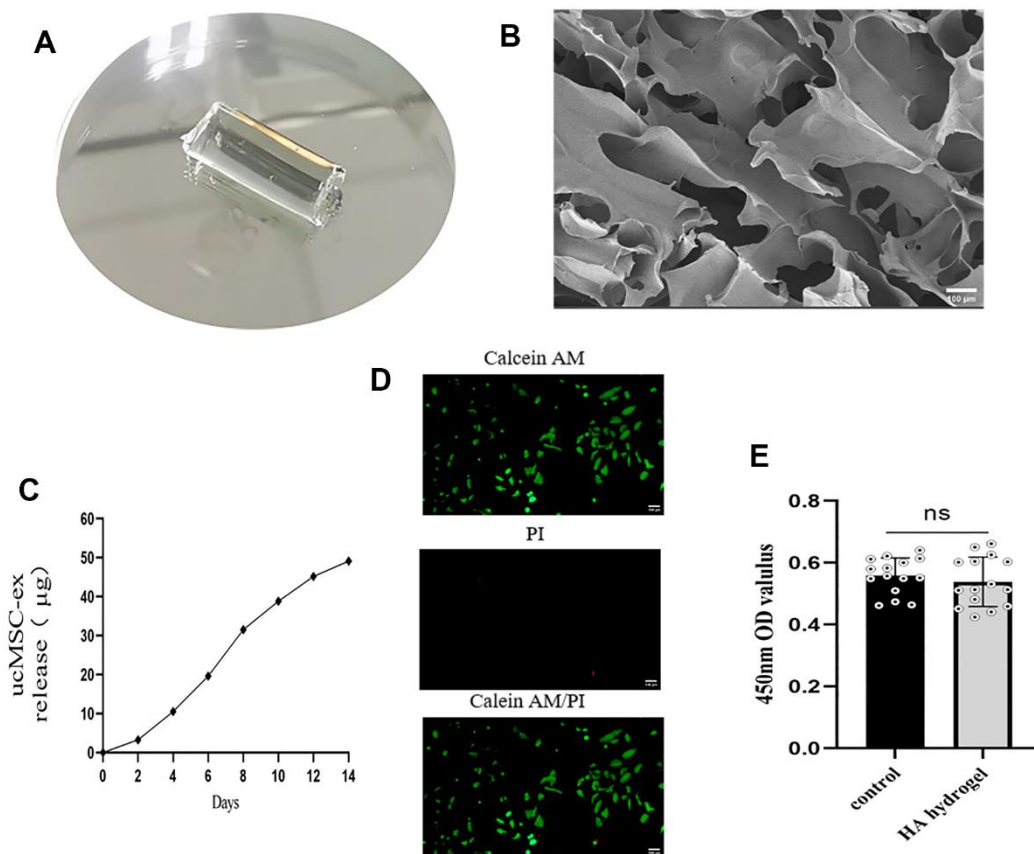 A
B
100 μm
C
ucMSC-ex
release ( μg)
60
50
40
30
20
10
0
0 2 4 6 8 10 12 14
Days
D
Calcein AM
PI
Calein AM/PI
E
ns
450nm OD valulus
0.8
0.6
0.4
0.2
0.0
control
HA hydrogel